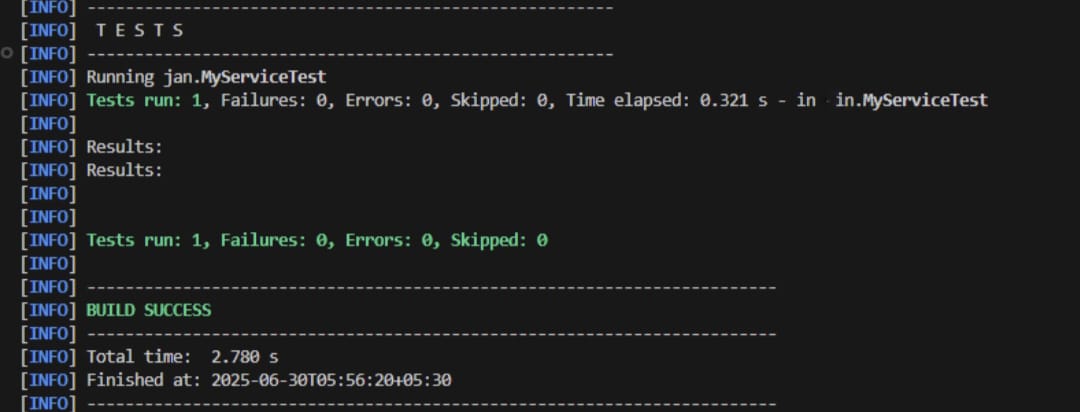 [INFO] -------------------------------------------------------
[INFO]  T E S T S
[INFO] -------------------------------------------------------
[INFO] Running jan.MyServiceTest
[INFO] Tests run: 1, Failures: 0, Errors: 0, Skipped: 0, Time elapsed: 0.321 s - in in.MyServiceTest
[INFO]
[INFO] Results:
[INFO] Results:
[INFO]
[INFO]
[INFO] Tests run: 1, Failures: 0, Errors: 0, Skipped: 0
[INFO]
[INFO] ------------------------------------------------------------------------
[INFO] BUILD SUCCESS
[INFO] ------------------------------------------------------------------------
[INFO] Total time:  2.780 s
[INFO] Finished at: 2025-06-30T05:56:20+05:30
[INFO] ------------------------------------------------------------------------